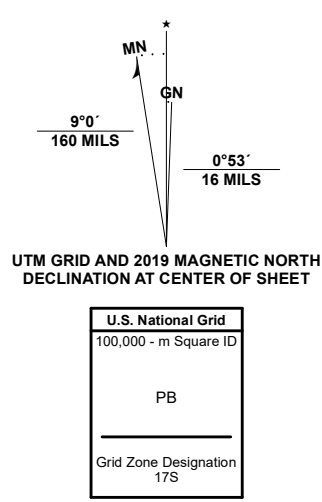 MN
GN
9°0´
160 MILS
0°53´
16 MILS
UTM GRID AND 2019 MAGNETIC NORTH
DECLINATION AT CENTER OF SHEET
U.S. National Grid
100,000 - m Square ID
PB
Grid Zone Designation
17S